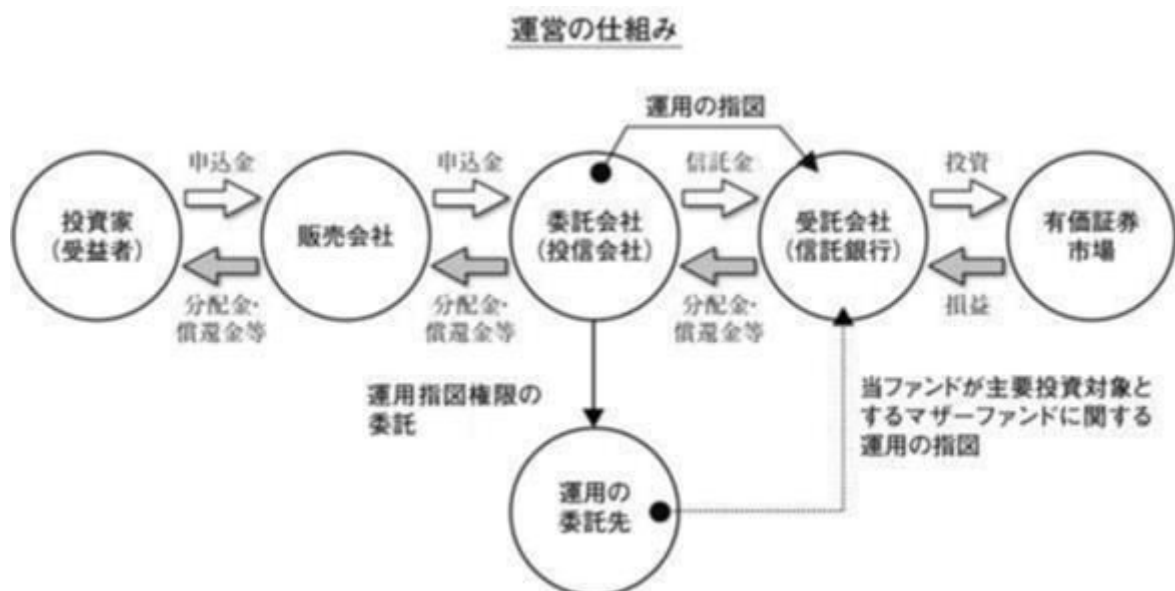 運営の仕組み
運用の指図
申込金
申込金
信託金
投資
投資家
(受益者)
販売会社
委託会社
(投信会社)
受託会社
(信託銀行)
有価証券
市場
分配金・
償還金等
分配金・
償還金等
分配金・
償還金等
損益
運用指図権限の
委託
当ファンドが主要投資対象と
するマザーファンドに関する
運用の指図
運用の
委託先